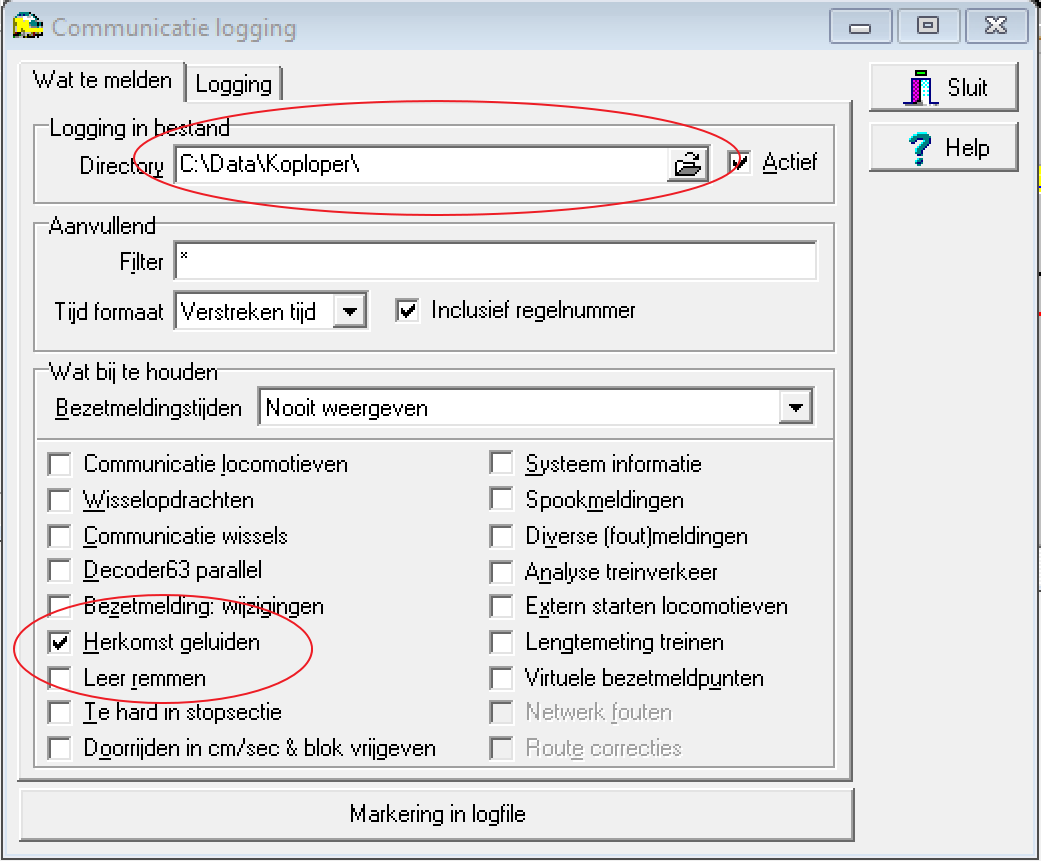 Communicatie logging
Wat te melden
Logging
Sluit
Help
Logging in bestand
Directory C:\Data\Koploper\ Actief
Aanvullend
Filter *
Tijd formaat Verstreken tijd Inclusief regelnummer
Wat bij te houden
Bezetmeldingstijden Nooit weergeven
Communicatie locomotieven
Wisselopdrachten
Communicatie wissels
Decoder63 parallel
Bezetmelding: wijzigingen
Herkomst geluiden
Leer remmen
Te hard in stopsectie
Doorrijden in cm/sec & blok vrijgeven
Systeem informatie
Spookmeldingen
Diverse (fout)meldingen
Analyse treinverkeer
Extern starten locomotieven
Lengtemeting treinen
Virtuele bezetmeldpunten
Netwerk fouten
Route correcties
Markering in logfile